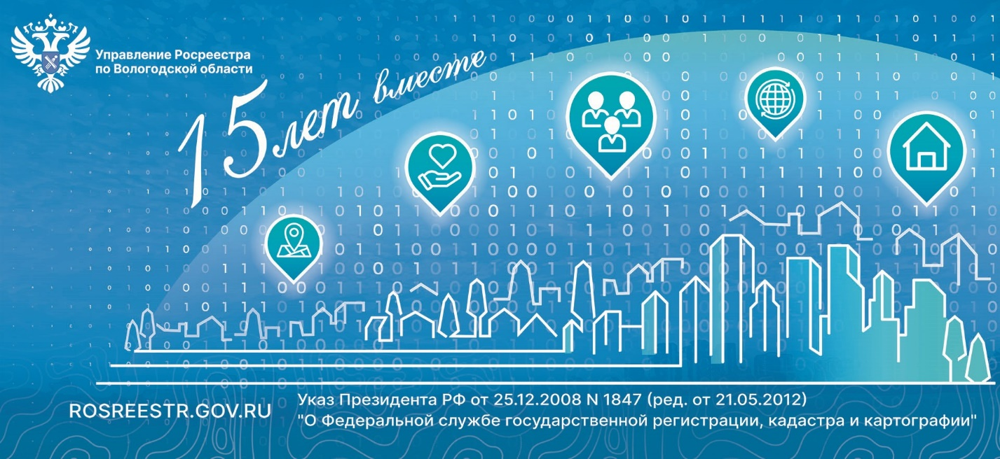 Управление Росреестра
по Вологодской области
15 лет вместе
ROSREESTR.GOV.RU
Указ Президента РФ от 25.12.2008 N 1847 (ред. от 21.05.2012)
"О Федеральной службе государственной регистрации, кадастра и картографии"